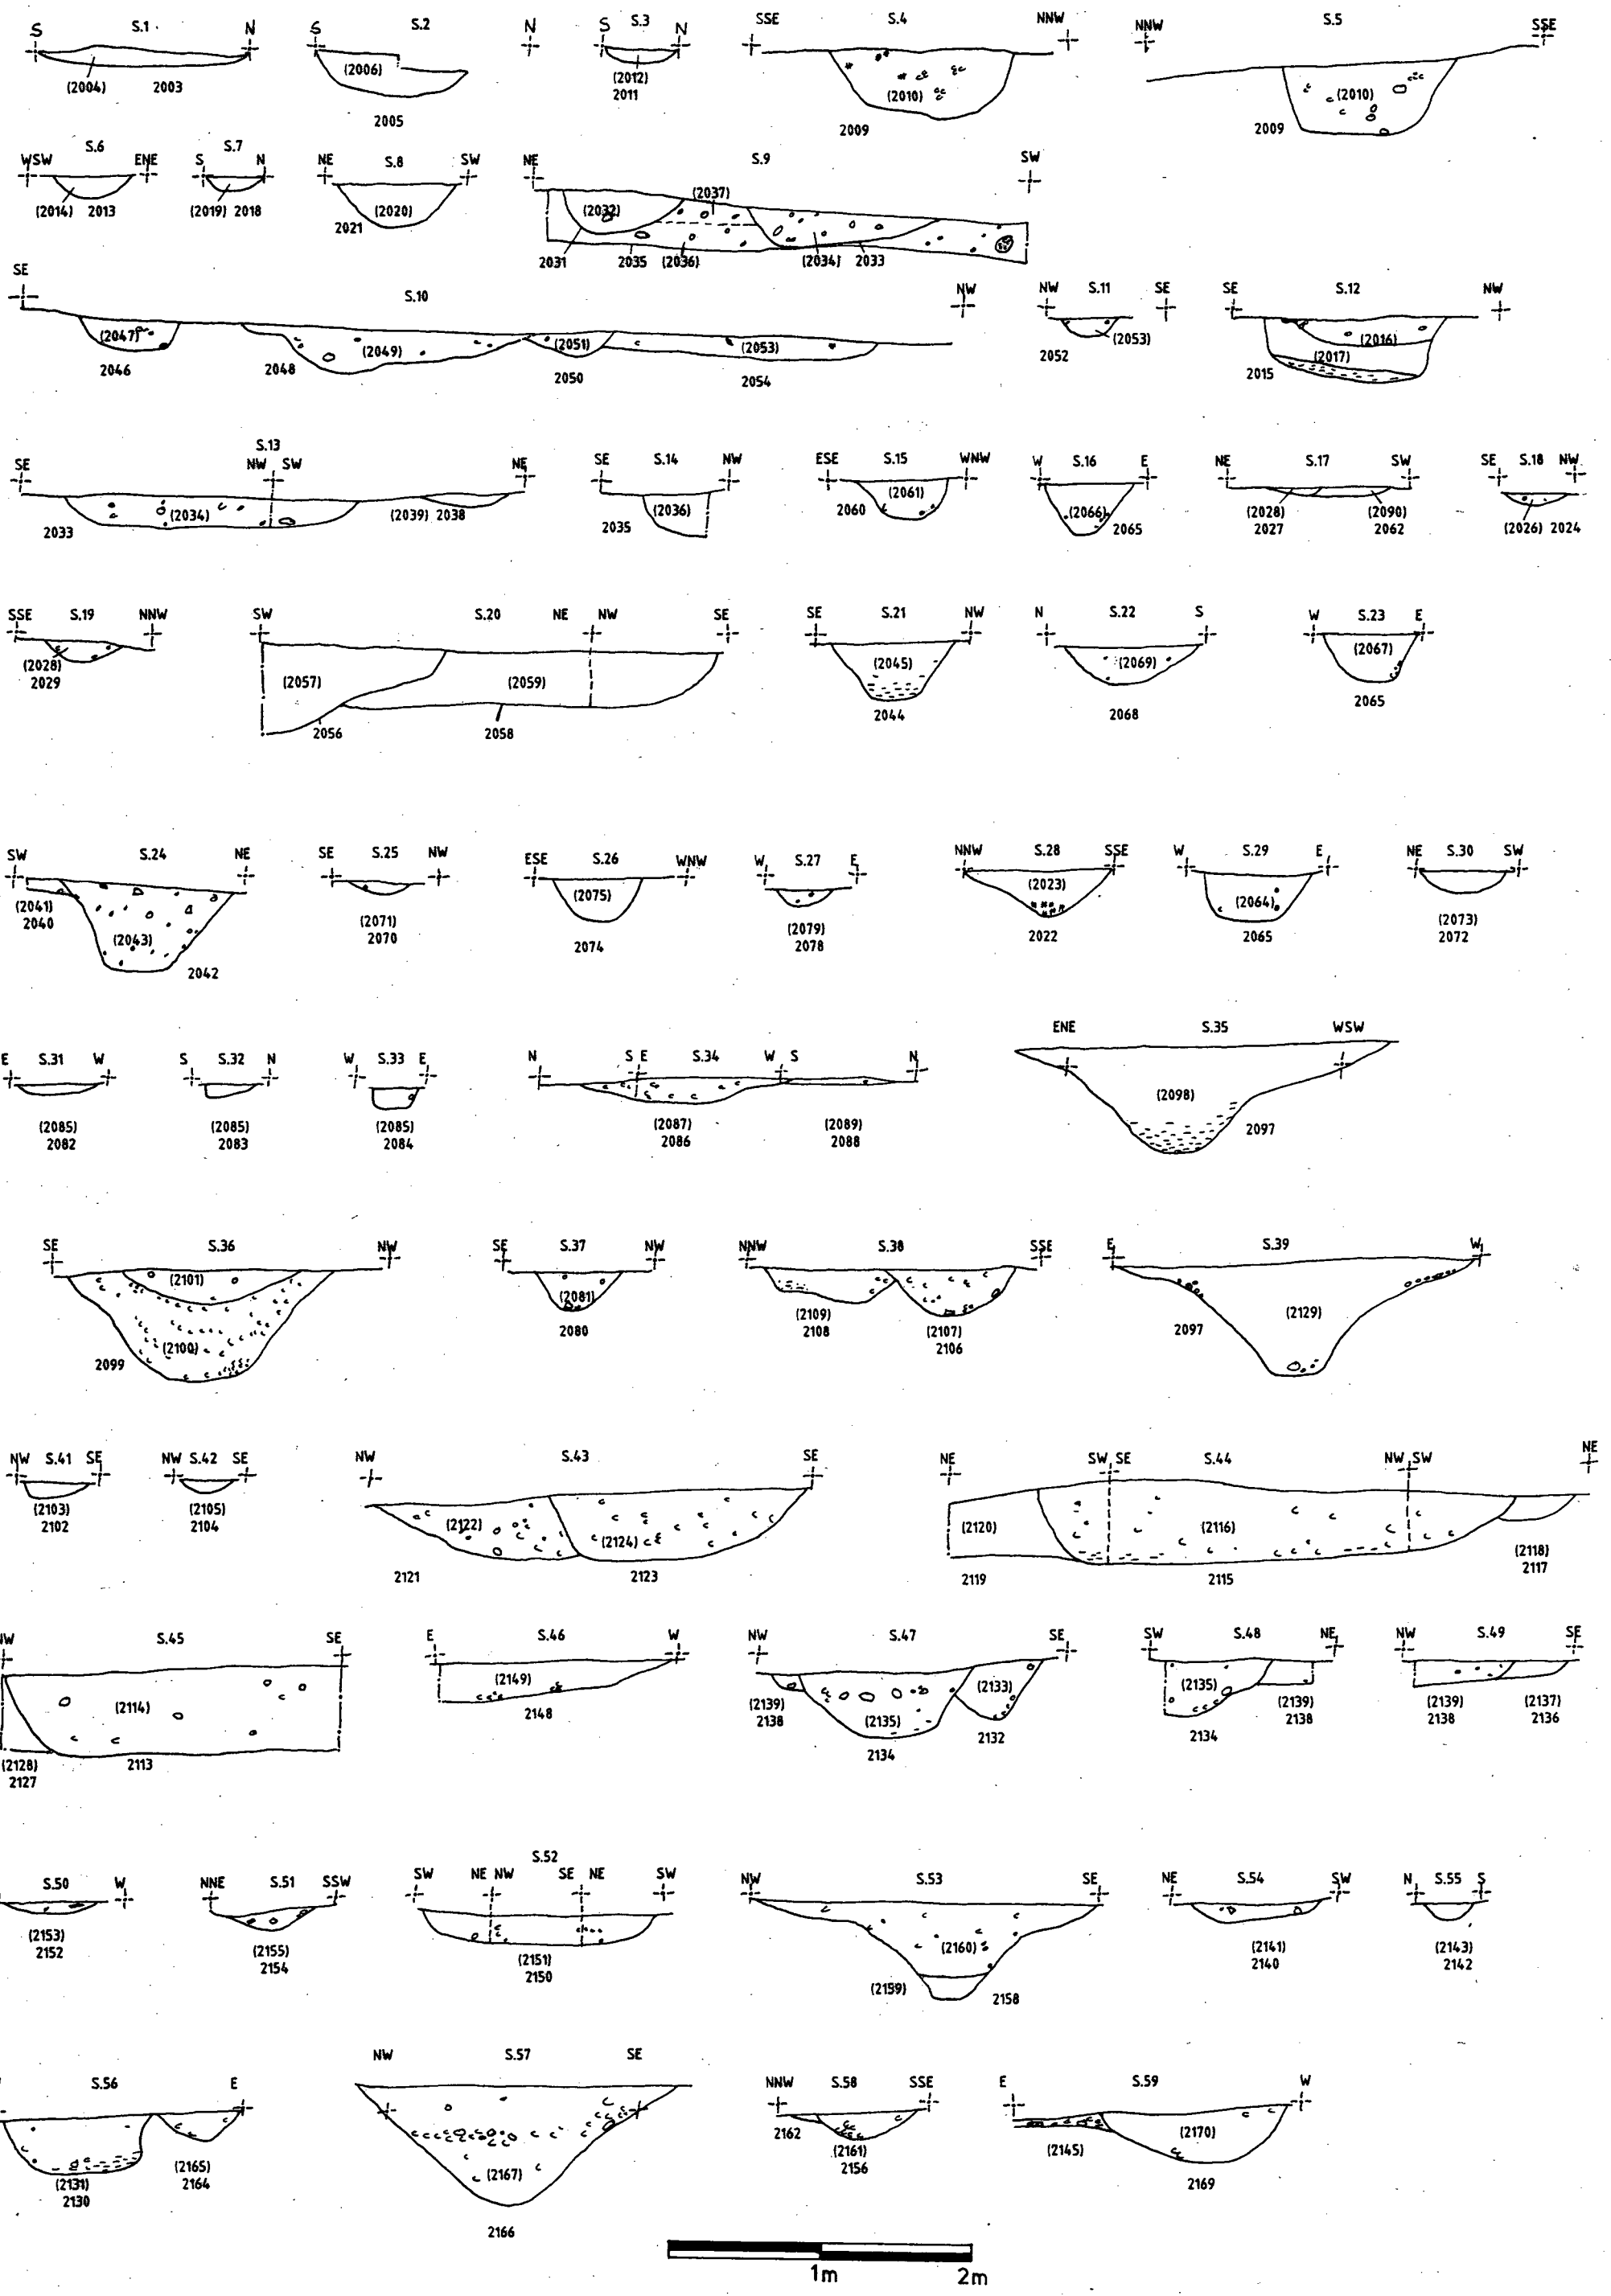 S S.1 N
(2004) 2003
S S.2 N
(2006)
2005
S S.3 N
(2012)
2011
SSE S.4 NNW
(2010)
2009
NNW S.5 SSE
(2010)
2009
WSW S.6 ENE
(2014) 2013
S S.7 N
(2019) 2018
NE S.8 SW
(2020)
2021
NE S.9 SW
(2037)
(2032)
2031 2035 (2036) (2034) 2033
SE S.10 NW
(2047) (2049) (2051) (2053)
2046 2048 2050 2054
NW S.11 SE
(2053)
2052
SE S.12 NW
(2016)
(2017)
2015
S.13
SE NW SW NE
(2034) (2039) 2038
2033
SE S.14 NW
(2036)
2035
ESE S.15 WNW
(2061)
2060
W S.16 E
(2066)
2065
NE S.17 SW
(2028) (2090)
2027 2062
SE S.18 NW
(2026) 2024
SSE S.19 NNW
(2028)
2029
SW S.20 NE NW SE
(2057) (2059)
2056 2058
SE S.21 NW
(2045)
2044
N S.22 S
(2069)
2068
W S.23 E
(2067)
2065
SW S.24 NE
(2041)
2040
(2043)
2042
SE S.25 NW
(2071)
2070
ESE S.26 WNW
(2075)
2074
W S.27 E
(2079)
2078
NNW S.28 SSE
(2023)
2022
W S.29 E
(2064)
2065
NE S.30 SW
(2073)
2072
E S.31 W
(2085)
2082
S S.32 N
(2085)
2083
W S.33 E
(2085)
2084
N S E S.34 W S N
(2087) (2089)
2086 2088
ENE S.35 WSW
(2098)
2097
SE S.36 NW
(2101)
(2100)
2099
SE S.37 NW
(2081)
2080
NNW S.38 SSE
(2109) (2107)
2108 2106
E S.39 W
(2129)
2097
NW S.41 SE
(2103)
2102
NW S.42 SE
(2105)
2104
NW S.43 SE
(2122) (2124)
2121 2123
NE SW SE S.44 NW SW NE
(2120) (2116) (2118)
2119 2115 2117
NW S.45 SE
(2114)
(2128) 2113
2127
E S.46 W
(2149)
2148
NW S.47 SE
(2133)
(2139) (2135)
2138 2132
2134
SW S.48 NE
(2135) (2139)
2134 2138
NW S.49 SE
(2139) (2137)
2138 2136
S.50 W
(2153)
2152
NNE S.51 SSW
(2155)
2154
S.52
SW NE NW SE NE SW
(2151)
2150
NW S.53 SE
(2160)
(2159) 2158
NE S.54 SW
(2141)
2140
N S.55 S
(2143)
2142
S.56 E
(2131) (2165)
2130 2164
NW S.57 SE
(2167)
2166
NNW S.58 SSE
2162 (2161)
2156
E S.59 W
(2145) (2170)
2169
1m 2m